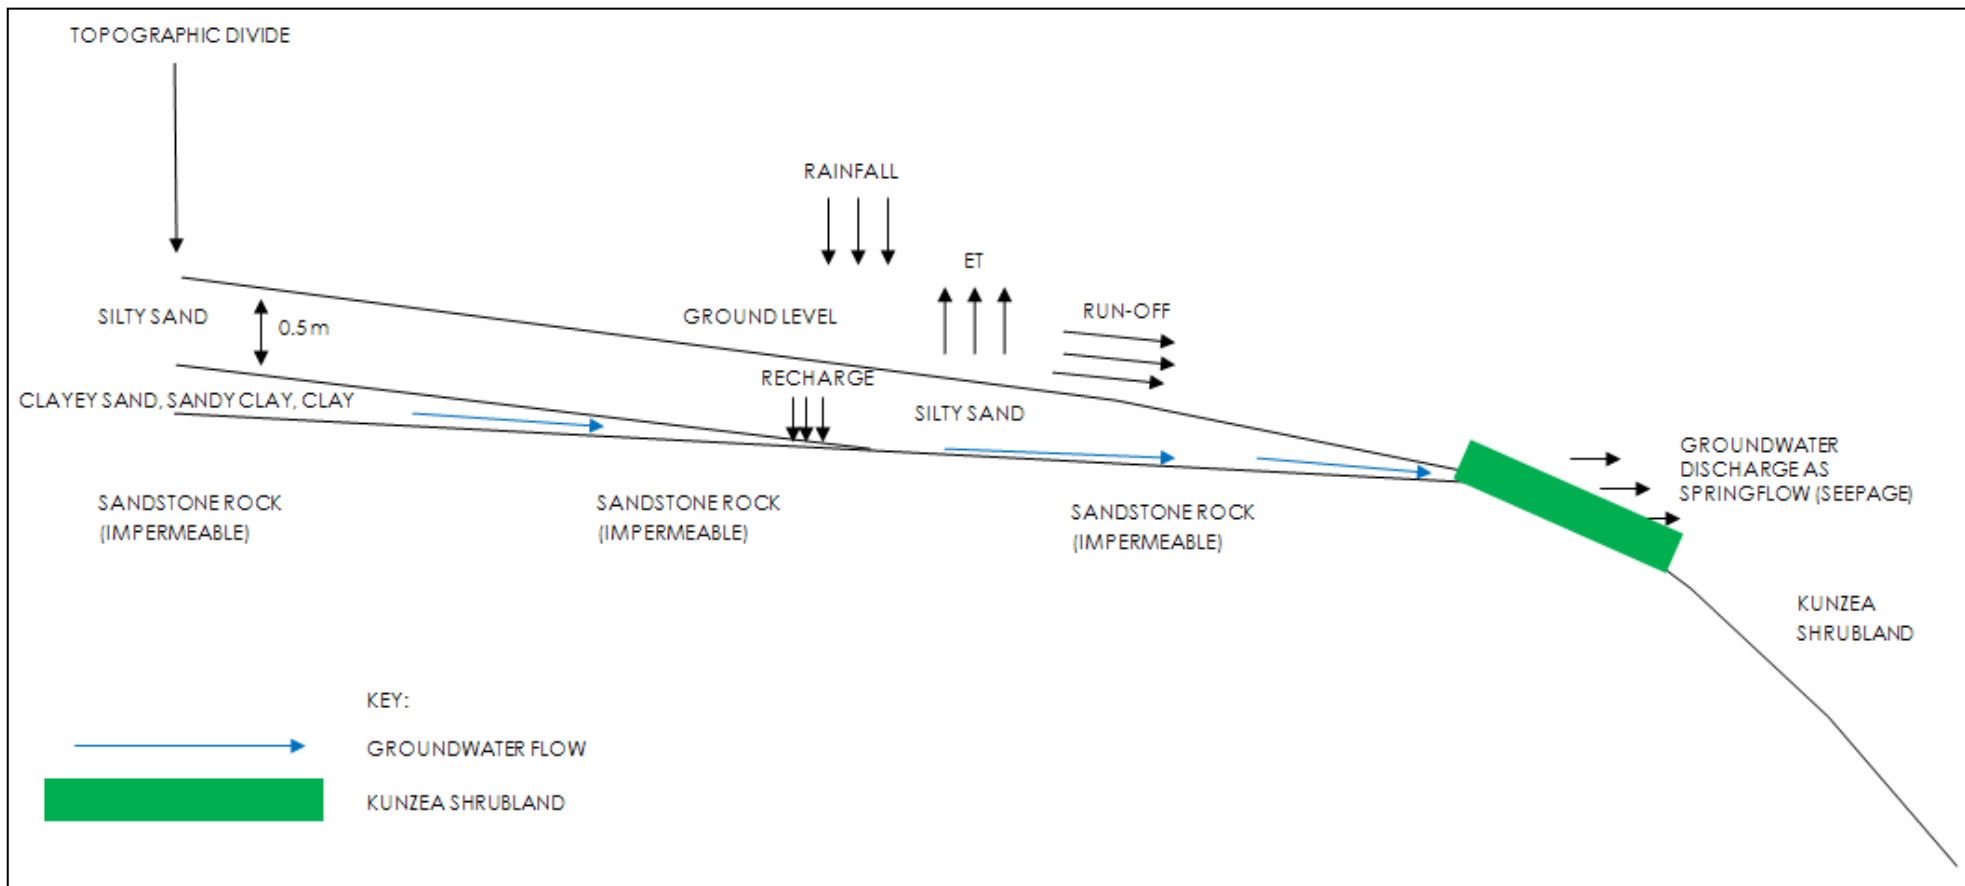 TOPOGRAPHIC DIVIDE
RAINFALL
ET
SILTY SAND
0.5 m
GROUND LEVEL
RUN-OFF
RECHARGE
CLAYEY SAND, SANDY CLAY, CLAY
SILTY SAND
GROUNDWATER
DISCHARGE AS
SPRINGFLOW (SEEPAGE)
SANDSTONE ROCK
(IMPERMEABLE)
SANDSTONE ROCK
(IMPERMEABLE)
SANDSTONE ROCK
(IMPERMEABLE)
KUNZEA
SHRUBLAND
KEY:
GROUNDWATER FLOW
KUNZEA SHRUBLAND